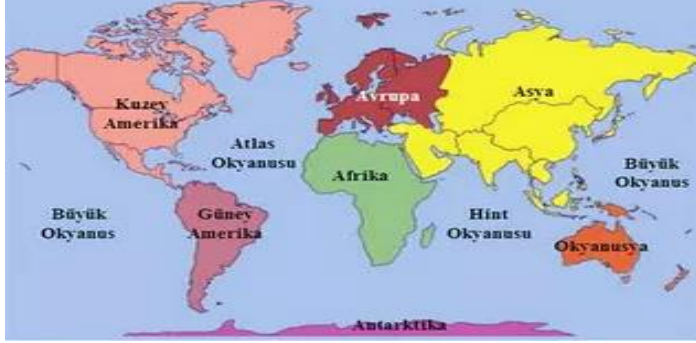 Kuzey
Amerika
Avrupa
Asya
Atlas
Okyanusu
Afrika
Büyük
Okyanus
Büyük
Okyanus
Güney
Amerika
Hint
Okyanusu
Okyanusya
Antarktika